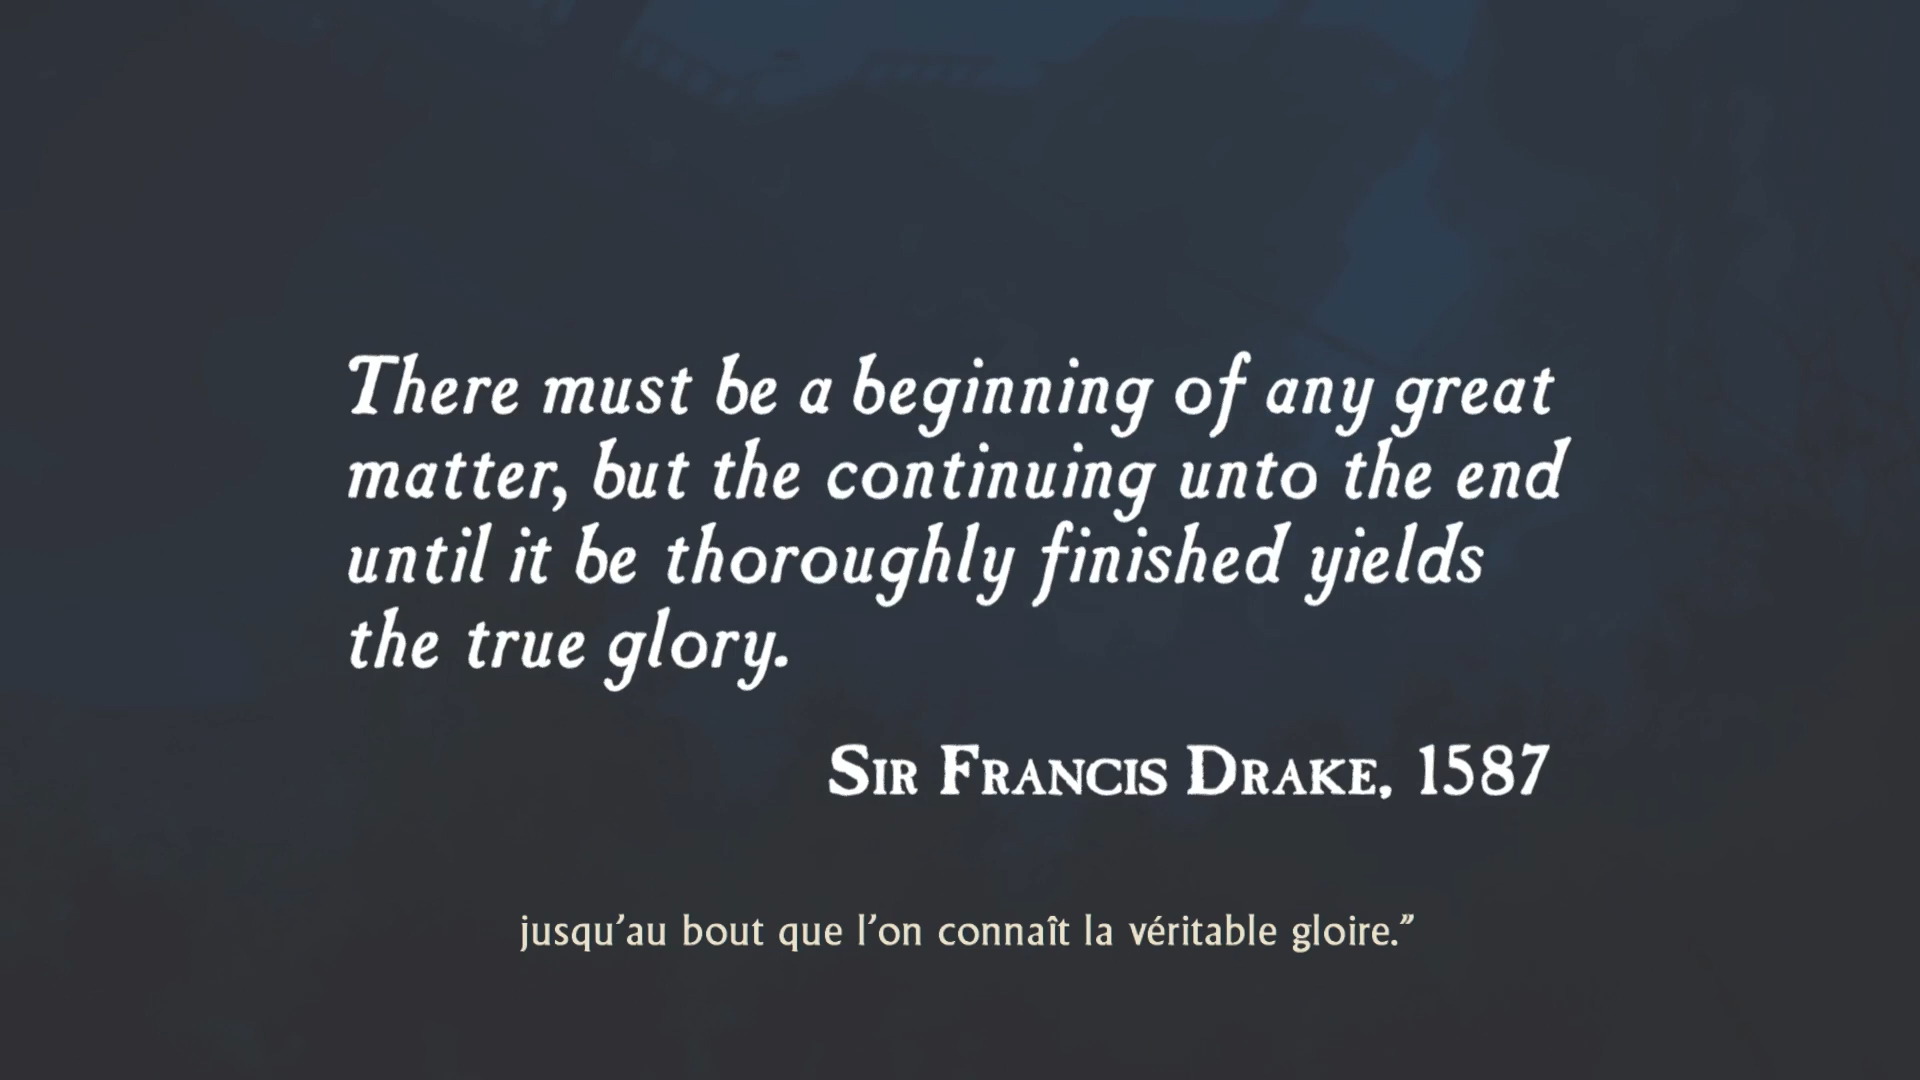 There must be a beginning of any great
matter, but the continuing unto the end
until it be thoroughly finished yields
the true glory.
Sir Francis Drake, 1587
jusqu’au bout que l’on connaît la véritable gloire.”